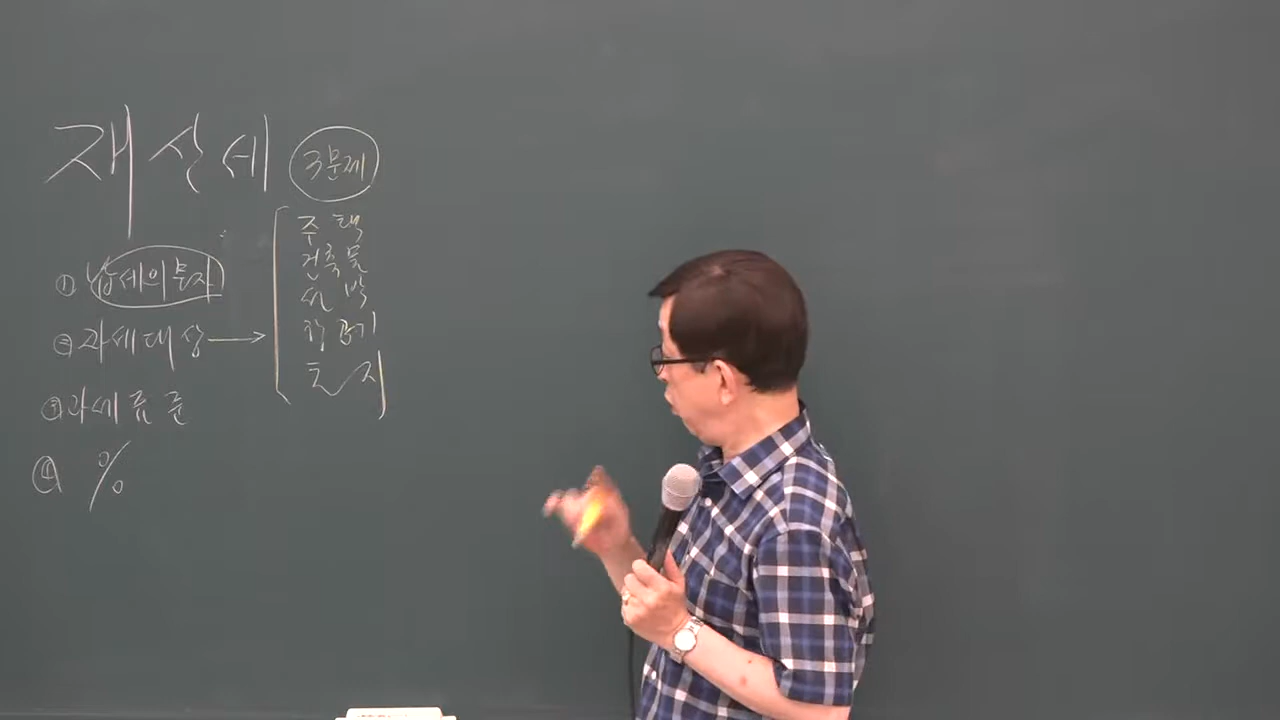 재산세 3문제
① 납세의무자
② 과세대상 →
주택
건축물
선박
항공기
토지
③ 과세표준
④ %